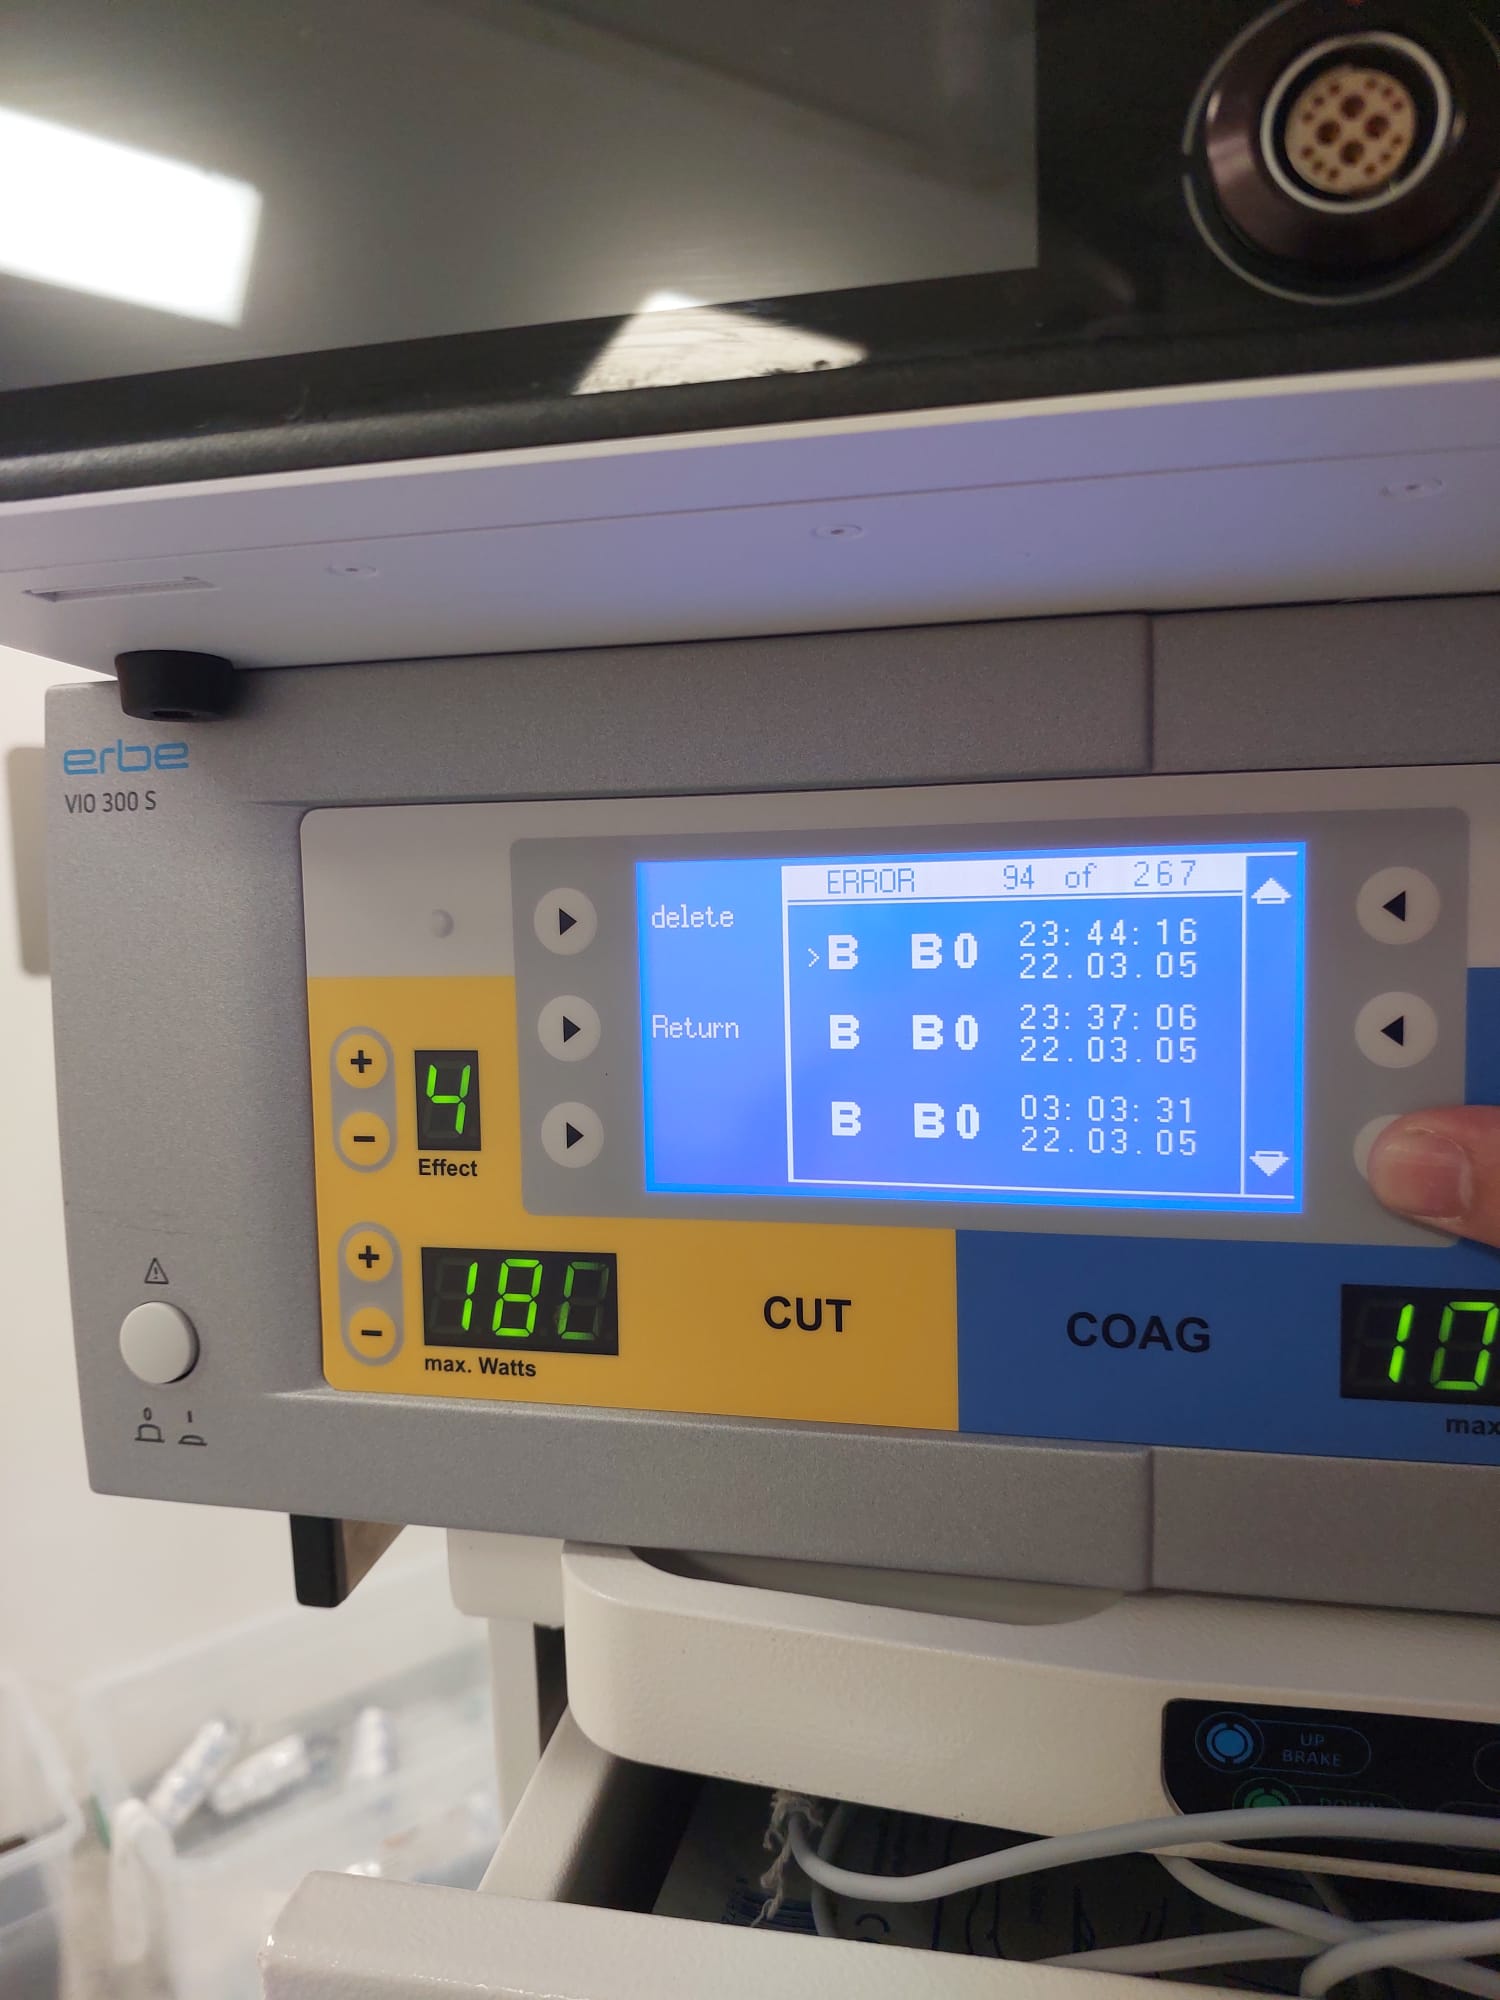 erbe
VIO 300 S
ERROR 94 of 267
delete
>B B0 23:44:16
22.03.05
Return
B B0 23:37:06
22.03.05
B B0 03:03:31
22.03.05
+
-
4
Effect
+
-
max. Watts
CUT
COAG
10
max
0 I
UP
BRAKE
DOWN